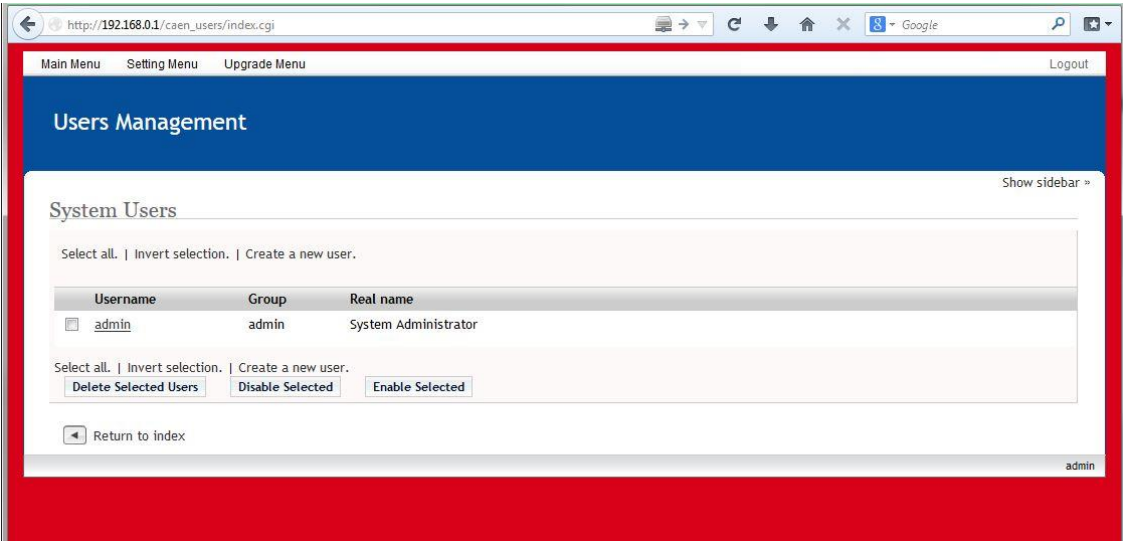 http://192.168.0.1/caen_users/index.cgi
8 Google
Main Menu Setting Menu Upgrade Menu Logout
Users Management
Show sidebar »
System Users
Select all. | Invert selection. | Create a new user.
Username Group Real name
admin admin System Administrator
Select all. | Invert selection. | Create a new user.
Delete Selected Users Disable Selected Enable Selected
Return to index
admin